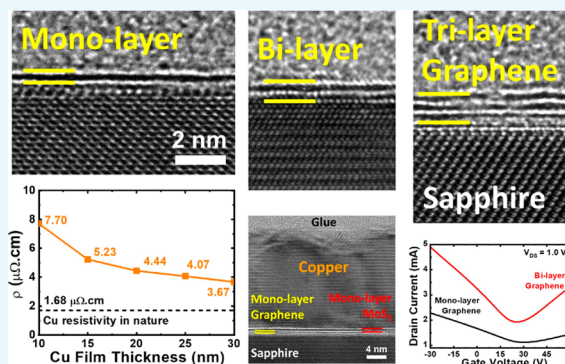 Mono-layer
2 nm
Bi-layer
Tri-layer
Graphene
Sapphire
ρ (μΩ.cm)
10
8
6
4
2
0
7.70
5.23
4.44
4.07
3.67
1.68 μΩ.cm
Cu resistivity in nature
10 15 20 25 30
Cu Film Thickness (nm)
Glue
Copper
Mono-layer
Graphene
Mono-layer
MoS2
Sapphire
4 nm
Drain Current (mA)
5
4
3
2
1
V_DS = 1.0 V
Bi-layer
Graphene
Mono-layer
Graphene
-30 -15 0 15 30 45
Gate Voltage (V)